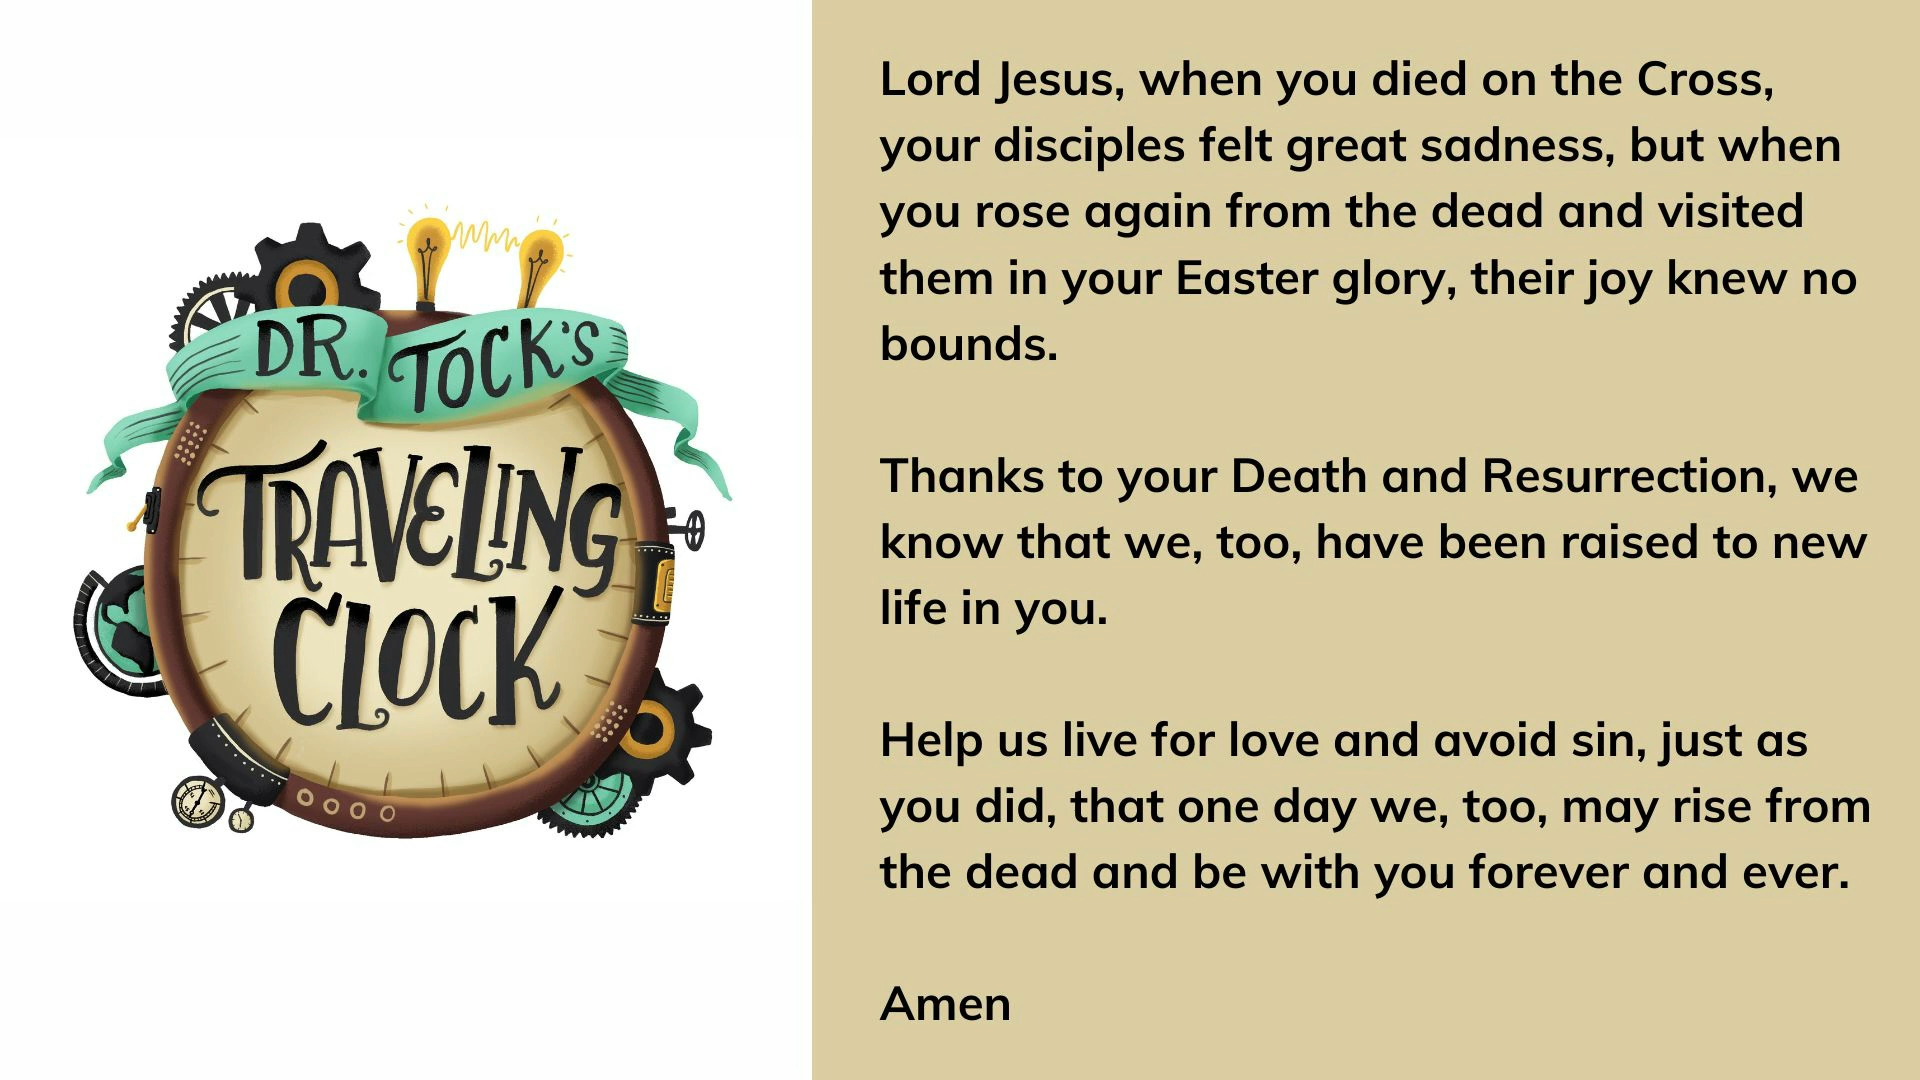 DR. TOCK'S
TRAVELING
CLOCK
Lord Jesus, when you died on the Cross,
your disciples felt great sadness, but when
you rose again from the dead and visited
them in your Easter glory, their joy knew no
bounds.
Thanks to your Death and Resurrection, we
know that we, too, have been raised to new
life in you.
Help us live for love and avoid sin, just as
you did, that one day we, too, may rise from
the dead and be with you forever and ever.
Amen